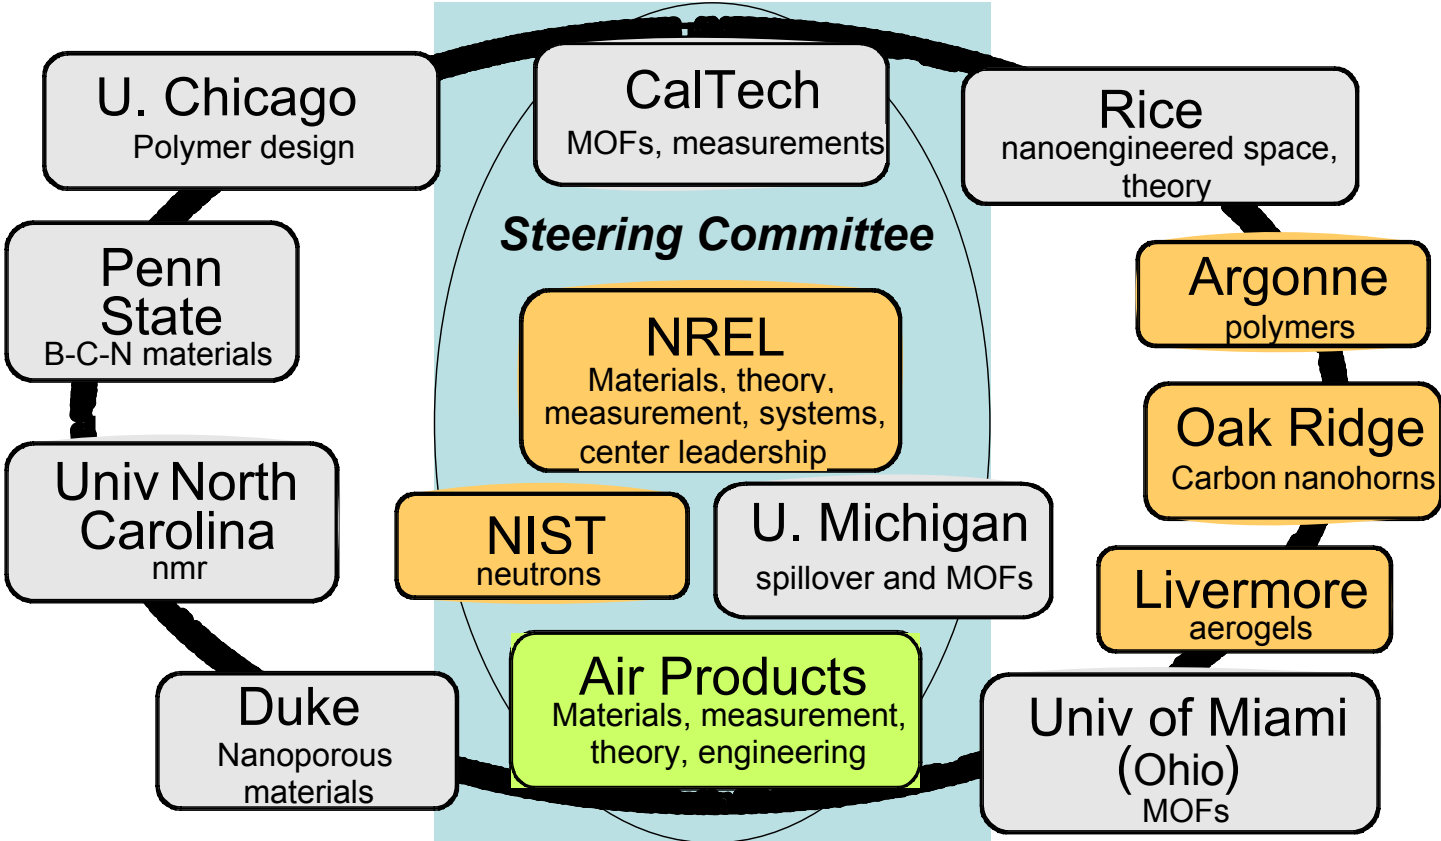 U. Chicago
Polymer design
CalTech
MOFs, measurements
Rice
nanoengineered space,
theory
Steering Committee
Penn
State
B-C-N materials
NREL
Materials, theory,
measurement, systems,
center leadership
Argonne
polymers
Oak Ridge
Carbon nanohorns
Univ North
Carolina
nmr
NIST
neutrons
U. Michigan
spillover and MOFs
Livermore
aerogels
Duke
Nanoporous
materials
Air Products
Materials, measurement,
theory, engineering
Univ of Miami
(Ohio)
MOFs